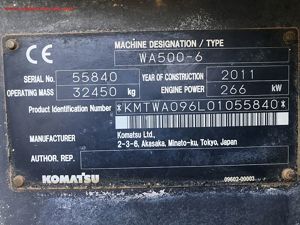 CE
MACHINE DESIGNATION / TYPE
WA500-6
SERIAL No. 55840 YEAR OF CONSTRUCTION 2011
OPERATING MASS 32450 kg ENGINE POWER 266 kW
Product Identification Number *KMTWA096L01055840*
Manufacturer Komatsu Ltd.
2-3-6, Akasaka, Minato-ku, Tokyo, Japan
AUTHOR. REP.
KOMATSU 09602-00003